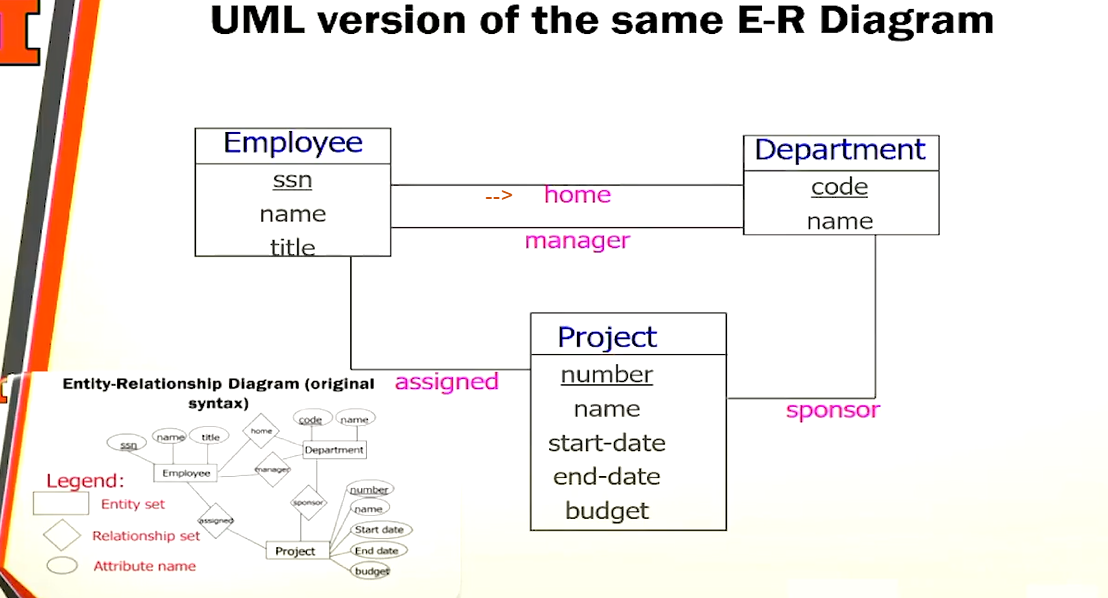 UML version of the same E-R Diagram
Employee
ssn
name
title
Department
code
name
--> home
manager
Project
number
name
start-date
end-date
budget
assigned
sponsor
Entity-Relationship Diagram (original
syntax)
ssn
name
title
home
code
name
Employee
manager
Department
assigned
sponsor
number
name
Start date
Project
End date
budget
Legend:
Entity set
Relationship set
Attribute name